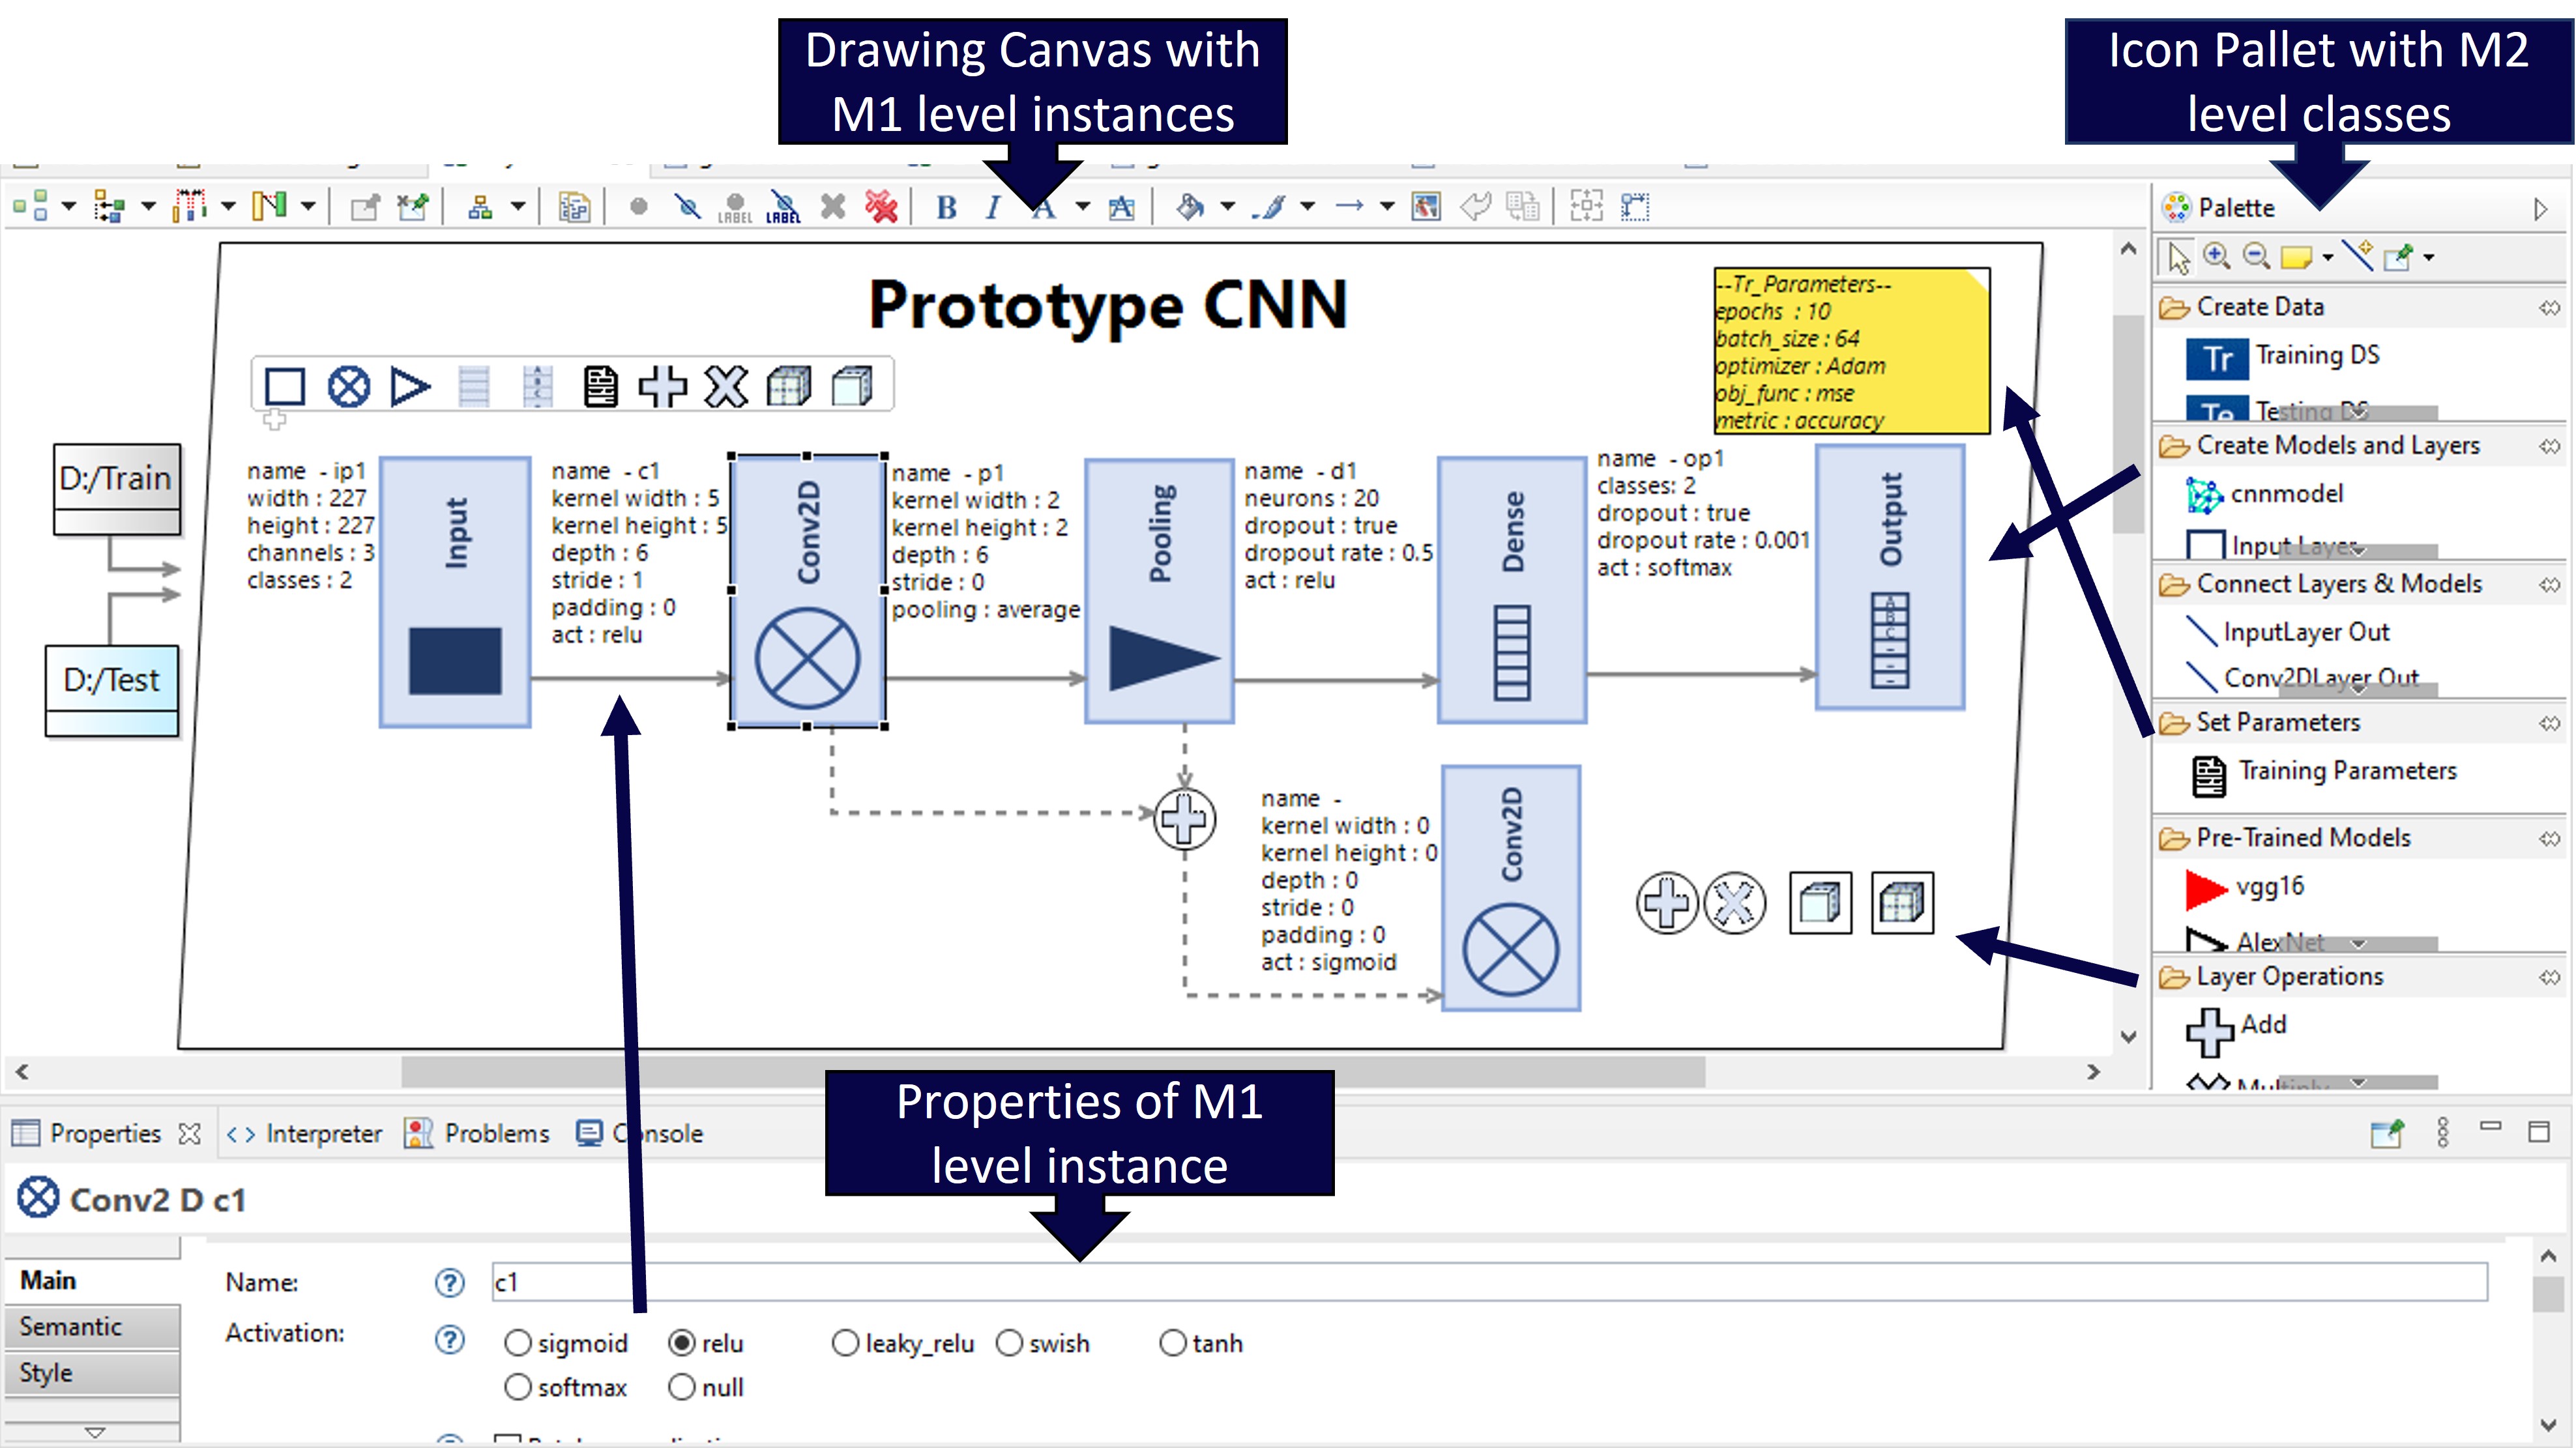 Drawing Canvas with
M1 level instances
Icon Pallet with M2
level classes
LABEL
LABEL
B
I
A
A
Palette
Prototype CNN
--Tr_Parameters--
epochs : 10
batch_size : 64
optimizer : Adam
obj_func : mse
metric : accuracy
D:/Train
D:/Test
name - ip1
width : 227
height : 227
channels : 3
classes : 2
Input
name - c1
kernel width : 5
kernel height : 5
depth : 6
stride : 1
padding : 0
act : relu
Conv2D
name - p1
kernel width : 2
kernel height : 2
depth : 6
stride : 0
pooling : average
Pooling
name - d1
neurons : 20
dropout : true
dropout rate : 0.5
act : relu
Dense
name - op1
classes: 2
dropout : true
dropout rate : 0.001
act : softmax
Output
A
B
C
name -
kernel width : 0
kernel height : 0
depth : 0
stride : 0
padding : 0
act : sigmoid
Conv2D
Create Data
Tr Training DS
Te Testing DS
Create Models and Layers
cnnmodel
Input Layer
Connect Layers & Models
InputLayer Out
Conv2DLayer Out
Set Parameters
Training Parameters
Pre-Trained Models
vgg16
AlexNet
Layer Operations
Add
Multiply
Properties of M1
level instance
Properties
Interpreter
Problems
Console
Conv2 D c1
Main
Semantic
Style
Name:
c1
Activation:
sigmoid relu leaky_relu swish tanh
softmax null